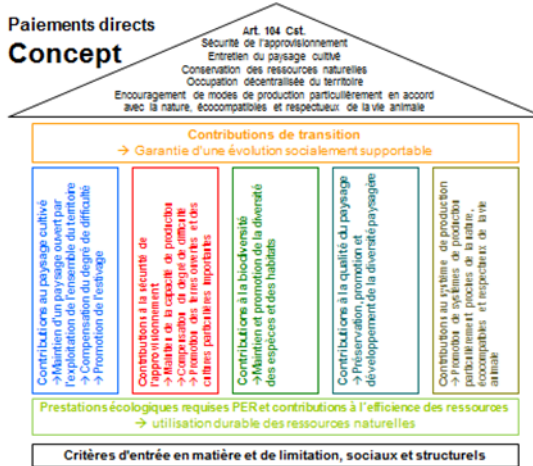 Paiements directs
Concept
Art. 104 Cst.
Sécurité de l'approvisionnement
Entretien du paysage cultivé
Conservation des ressources naturelles
Occupation décentralisée du territoire
Encouragement de modes de production particulièrement en accord
avec la nature, écocompatibles et respectueux de la vie animale
Contributions de transition
→ Garantie d'une évolution socialement supportable
Contributions au paysage cultivé
→Maintien d'un paysage ouvert par
l'exploitation de l'ensemble du territoire
→Compensation du degré de difficulté
→Promotion de l'estivage
Contributions à la sécurité de
l'approvisionnement
→Maintien de la capacité de production
→Compensation du degré de difficulté
→Promotion des terres ouvertes et des
cultures particulières importantes
Contributions à la biodiversité
→Maintien et promotion de la diversité
des espèces et des habitats
Contributions à la qualité du paysage
→Préservation, promotion et
développement de la diversité paysagère
Contributions au système de production
→Promotion de systèmes de production
particulièrement proches de la nature,
écocompatibles et respectueux de la vie
animale
Prestations écologiques requises PER et contributions à l'efficience des ressources
→ utilisation durable des ressources naturelles
Critères d'entrée en matière et de limitation, sociaux et structurels